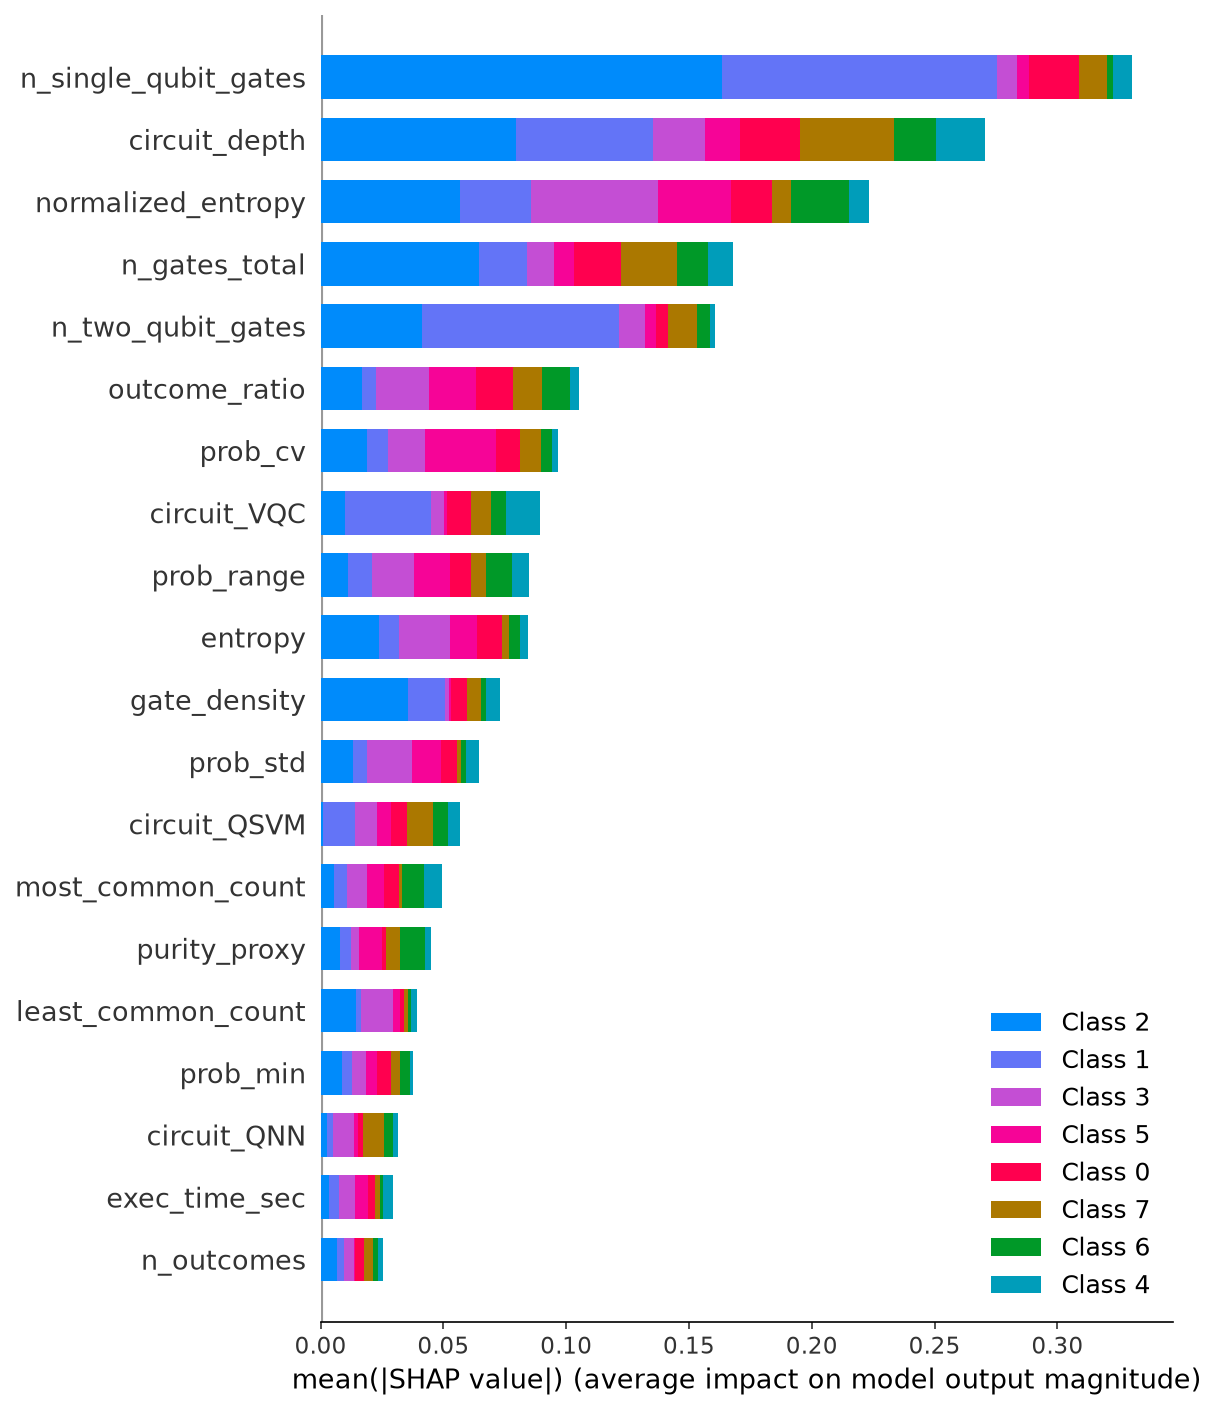 n_single_qubit_gates
circuit_depth
normalized_entropy
n_gates_total
n_two_qubit_gates
outcome_ratio
prob_cv
circuit_VQC
prob_range
entropy
gate_density
prob_std
circuit_QSVM
most_common_count
purity_proxy
least_common_count
prob_min
circuit_QNN
exec_time_sec
n_outcomes
Class 2
Class 1
Class 3
Class 5
Class 0
Class 7
Class 6
Class 4
0.00 0.05 0.10 0.15 0.20 0.25 0.30
mean(|SHAP value|) (average impact on model output magnitude)